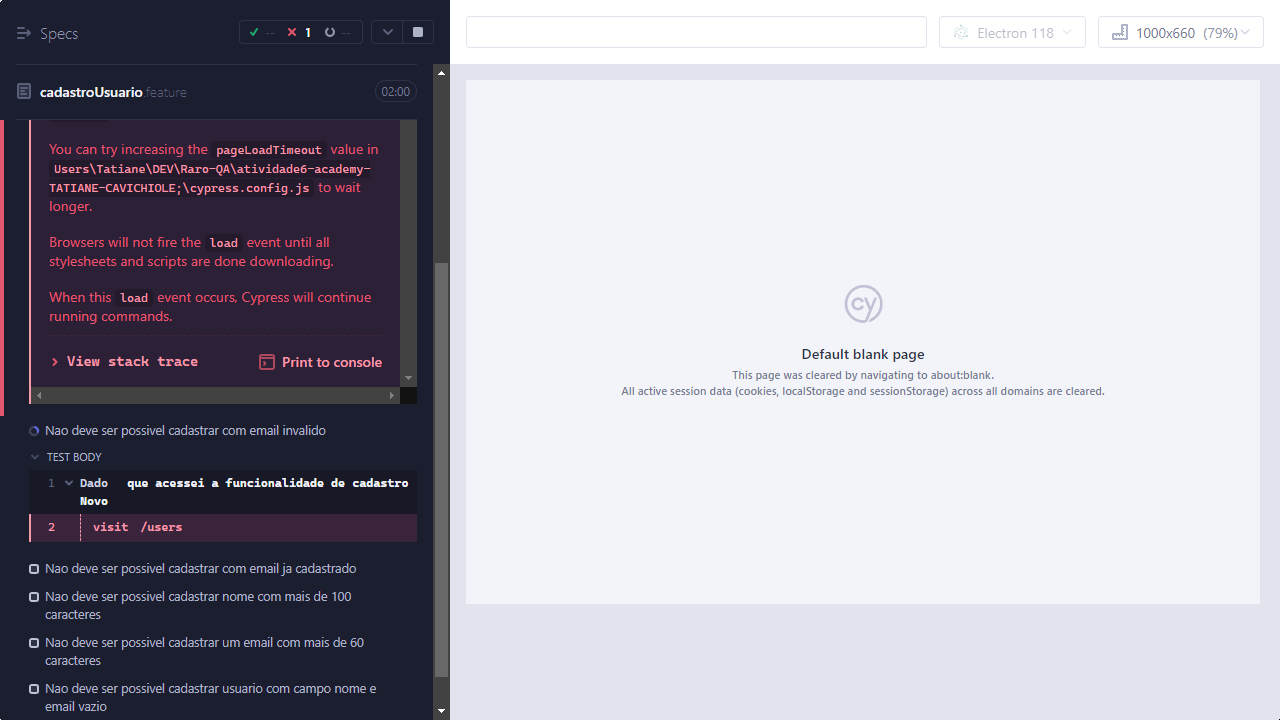 Specs
--
1
--
Electron 118
1000x660 (79%)
cadastroUsuario.feature
02:00
You can try increasing the pageLoadTimeout value in
Users\Tatiane\DEV\Raro-QA\atividade6-academy-
TATIANE-CAVICHIOLE;\cypress.config.js to wait
longer.
Browsers will not fire the load event until all
stylesheets and scripts are done downloading.
When this load event occurs, Cypress will continue
running commands.
View stack trace
Print to console
Nao deve ser possivel cadastrar com email invalido
TEST BODY
1 Dado que acessei a funcionalidade de cadastro
Novo
2 visit /users
Nao deve ser possivel cadastrar com email ja cadastrado
Nao deve ser possivel cadastrar nome com mais de 100
caracteres
Nao deve ser possivel cadastrar um email com mais de 60
caracteres
Nao deve ser possivel cadastrar usuario com campo nome e
email vazio
cy
Default blank page
This page was cleared by navigating to about:blank.
All active session data (cookies, localStorage and sessionStorage) across all domains are cleared.